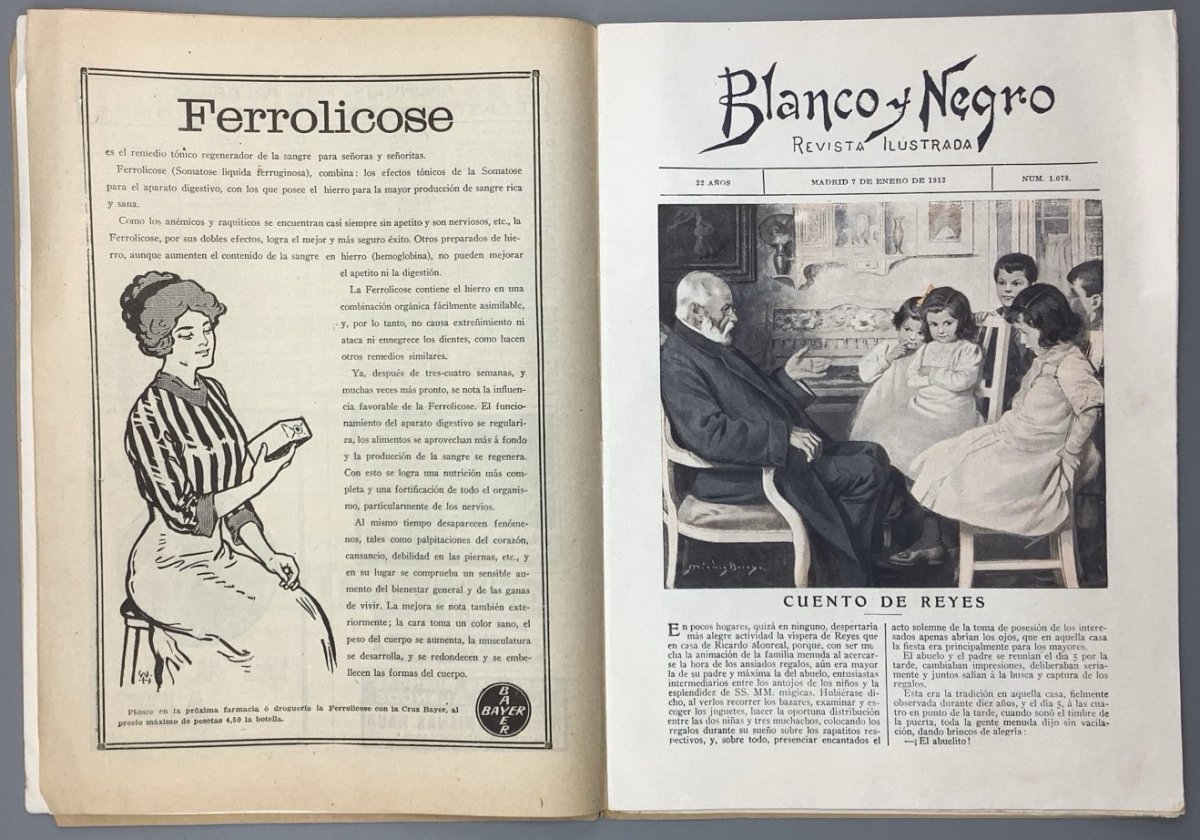 Ferrolicose
es el remedio tónico regenerador de la sangre para señoras y señoritas.
Ferrolicose (Somatose liquida ferruginosa), combina: los efectos tónicos de la Somatose
para el aparato digestivo, con los que posee el hierro para la mayor producción de sangre rica
y sana.
Como los anémicos y raquíticos se encuentran casi siempre sin apetito y son nerviosos, etc., la
Ferrolicose, por sus dobles efectos, logra el mejor y más seguro éxito. Otros preparados de hie-
rro, aunque aumenten el contenido de la sangre en hierro (hemoglobina), no pueden mejorar
el apetito ni la digestión.
La Ferrolicose contiene el hierro en una
combinación orgánica fácilmente asimilable,
y, por lo tanto, no causa extreñimiento ni
ataca ni ennegrece los dientes, como hacen
otros remedios similares.
Ya, después de tres-cuatro semanas, y
muchas veces más pronto, se nota la influen-
cia favorable de la Ferrolicose. El funcio-
namiento del aparato digestivo se regulari-
za, los alimentos se aprovechan más á fondo
y la producción de la sangre se regenera.
Con esto se logra una nutrición más com-
pleta y una fortificación de todo el organis-
mo, particularmente de los nervios.
Al mismo tiempo desaparecen fenóme-
nos, tales como palpitaciones del corazón,
cansancio, debilidad en las piernas, etc., y
en su lugar se comprueba un sensible au-
mento del bienestar general y de las ganas
de vivir. La mejora se nota también exte-
riormente; la cara toma un color sano, el
peso del cuerpo se aumenta, la musculatura
se desarrolla, y se redondecen y se embe-
llecen las formas del cuerpo.
Pídase en la próxima farmacia ó droguería la Ferrolicose con la Cruz Bayer, al
precio máximo de pesetas 4,50 la botella.
BAYER
BAYER
Blanco y Negro
REVISTA ILUSTRADA
22 AÑOS
MADRID 7 DE ENERO DE 1912
NUM. 1.078.
CUENTO DE REYES
En pocos hogares, quizá en ninguno, despertaría
más alegre actividad la víspera de Reyes que
en casa de Ricardo Monreal, porque, con ser mu
cha la animación de la familia menuda al acercar-
se la hora de los ansiados regalos, aún era mayor
la de su padre y máxima la del abuelo, entusiastas
intermediarios entre los antojos de los niños y la
esplendidez de SS. MM. mágicas. Hubiérase di-
cho, al verlos recorrer los bazares, examinar y es-
coger los juguetes, hacer la oportuna distribución
entre las dos niñas y tres muchachos, colocando los
regalos durante su sueño sobre los zapatitos res-
pectivos, y, sobre todo, presenciar encantados el
acto solemne de la toma de posesión de los intere-
sados apenas abrían los ojos, que en aquella casa
la fiesta era principalmente para los mayores.
El abuelo y el padre se reunían el día 5 por la
tarde, cambiaban impresiones, deliberaban seria-
mente y juntos salían á la busca y captura de los
regalos.
Esta era la tradición en aquella casa, fielmente
observada durante diez años, y el día 5, á las cua-
tro en punto de la tarde, cuando sonó el timbre de
la puerta, toda la gente menuda dijo sin vacila-
ción, dando brincos de alegría:
—¡El abuelito!